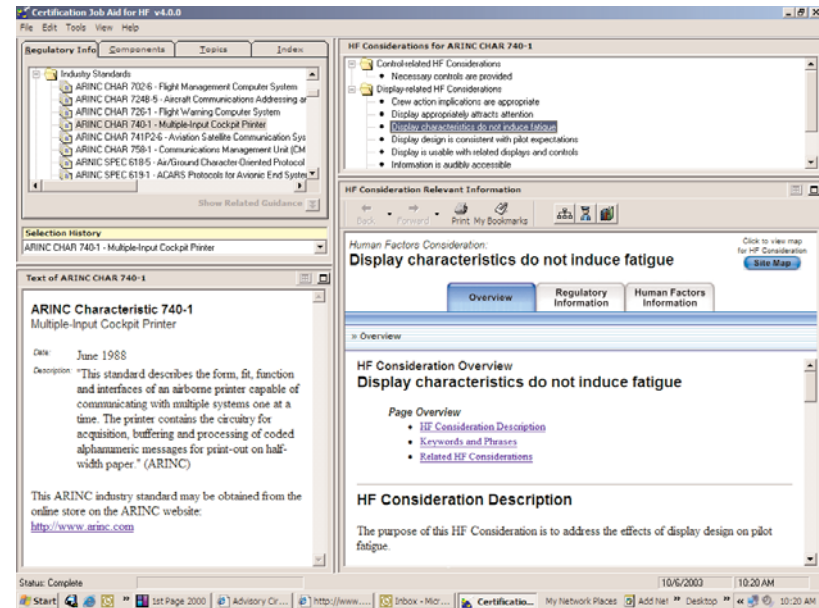 Certification Job Aid for HF v4.0.0
File Edit Tools View Help
Regulatory Info Components Topics Index
Industry Standards
ARINC CHAR 702-6 - Flight Management Computer System
ARINC CHAR 724B-5 - Aircraft Communications Addressing ar
ARINC CHAR 726-1 - Flight Warning Computer System
ARINC CHAR 740-1 - Multiple-Input Cockpit Printer
ARINC CHAR 741P2-6 - Aviation Satellite Communication Sys
ARINC CHAR 758-1 - Communications Management Unit (CM
ARINC SPEC 618-5 - Air/Ground Character Oriented Protocol
ARINC SPEC 619-1 - ACARS Protocols for Avionic End System
Show Related Guidance
Selection History
ARINC CHAR 740-1 - Multiple-Input Cockpit Printer
Text of ARINC CHAR 740-1
ARINC Characteristic 740-1
Multiple-Input Cockpit Printer
Date: June 1988
Description: "This standard describes the form, fit, function
and interfaces of an airborne printer capable of
communicating with multiple systems one at a
time. The printer contains the circuitry for
acquisition, buffering and processing of coded
alphanumeric messages for print-out on half-
width paper." (ARINC)
This ARINC industry standard may be obtained from the
online store on the ARINC website:
http://www.arinc.com
HF Considerations for ARINC CHAR 740-1
Control-related HF Considerations
Necessary controls are provided
Display-related HF Considerations
Crew action implications are appropriate
Display appropriately attracts attention
Display characteristics do not induce fatigue
Display design is consistent with pilot expectations
Display is usable with related displays and controls
Information is audibly accessible
HF Consideration Relevant Information
Back Forward Print My Bookmarks
Human Factors Consideration:
Display characteristics do not induce fatigue
Click to view map
for HF Consideration
Site Map
Overview Regulatory Information Human Factors Information
» Overview
HF Consideration Overview
Display characteristics do not induce fatigue
Page Overview
HF Consideration Description
Keywords and Phrases
Related HF Considerations
HF Consideration Description
The purpose of this HF Consideration is to address the effects of display design on pilot
fatigue.
Status: Complete 10/6/2003 10:20 AM
Start » 1st Page 2000 Advisory Cir... http://www.... Inbox - Micr... Certificatio... My Network Places Add Net » Desktop » « 10:20 AM